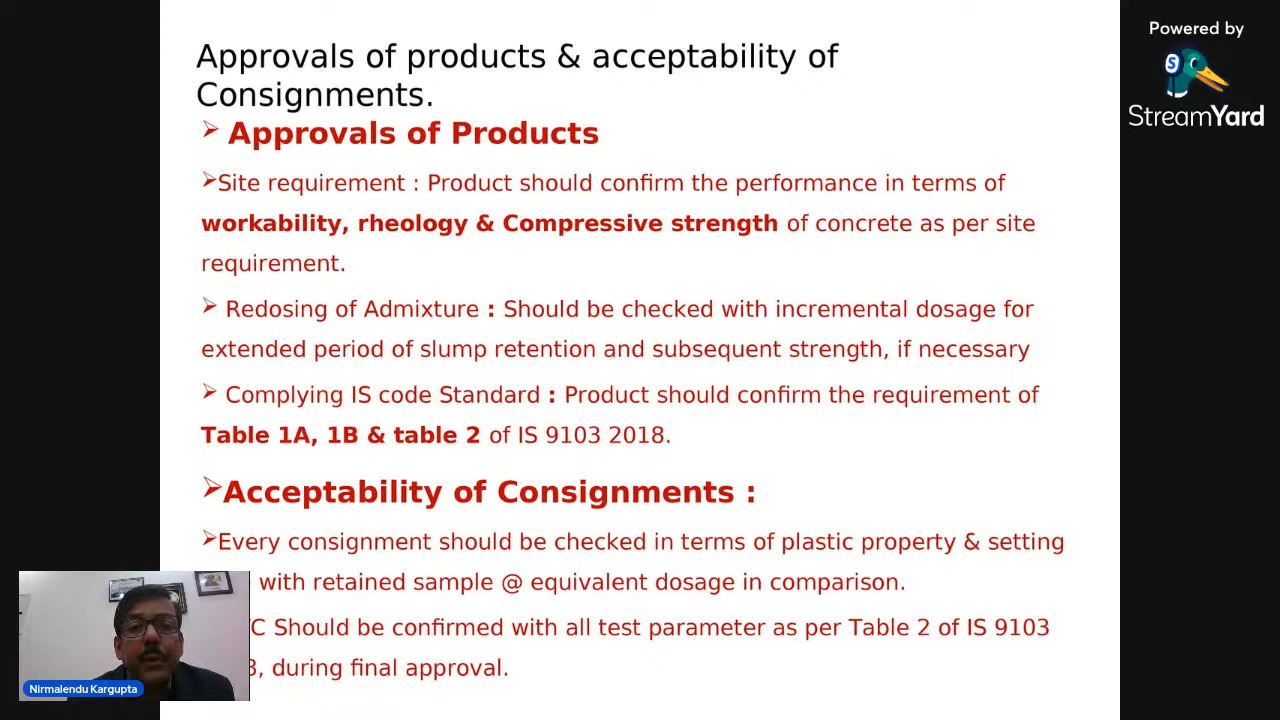 Approvals of products & acceptability of
Consignments.
Approvals of Products
Site requirement : Product should confirm the performance in terms of
workability, rheology & Compressive strength of concrete as per site
requirement.
Redosing of Admixture : Should be checked with incremental dosage for
extended period of slump retention and subsequent strength, if necessary
Complying IS code Standard : Product should confirm the requirement of
Table 1A, 1B & table 2 of IS 9103 2018.
Acceptability of Consignments :
Every consignment should be checked in terms of plastic property & setting
with retained sample @ equivalent dosage in comparison.
Should be confirmed with all test parameter as per Table 2 of IS 9103
during final approval.
Nirmalendu Kargupta
Powered by
StreamYard